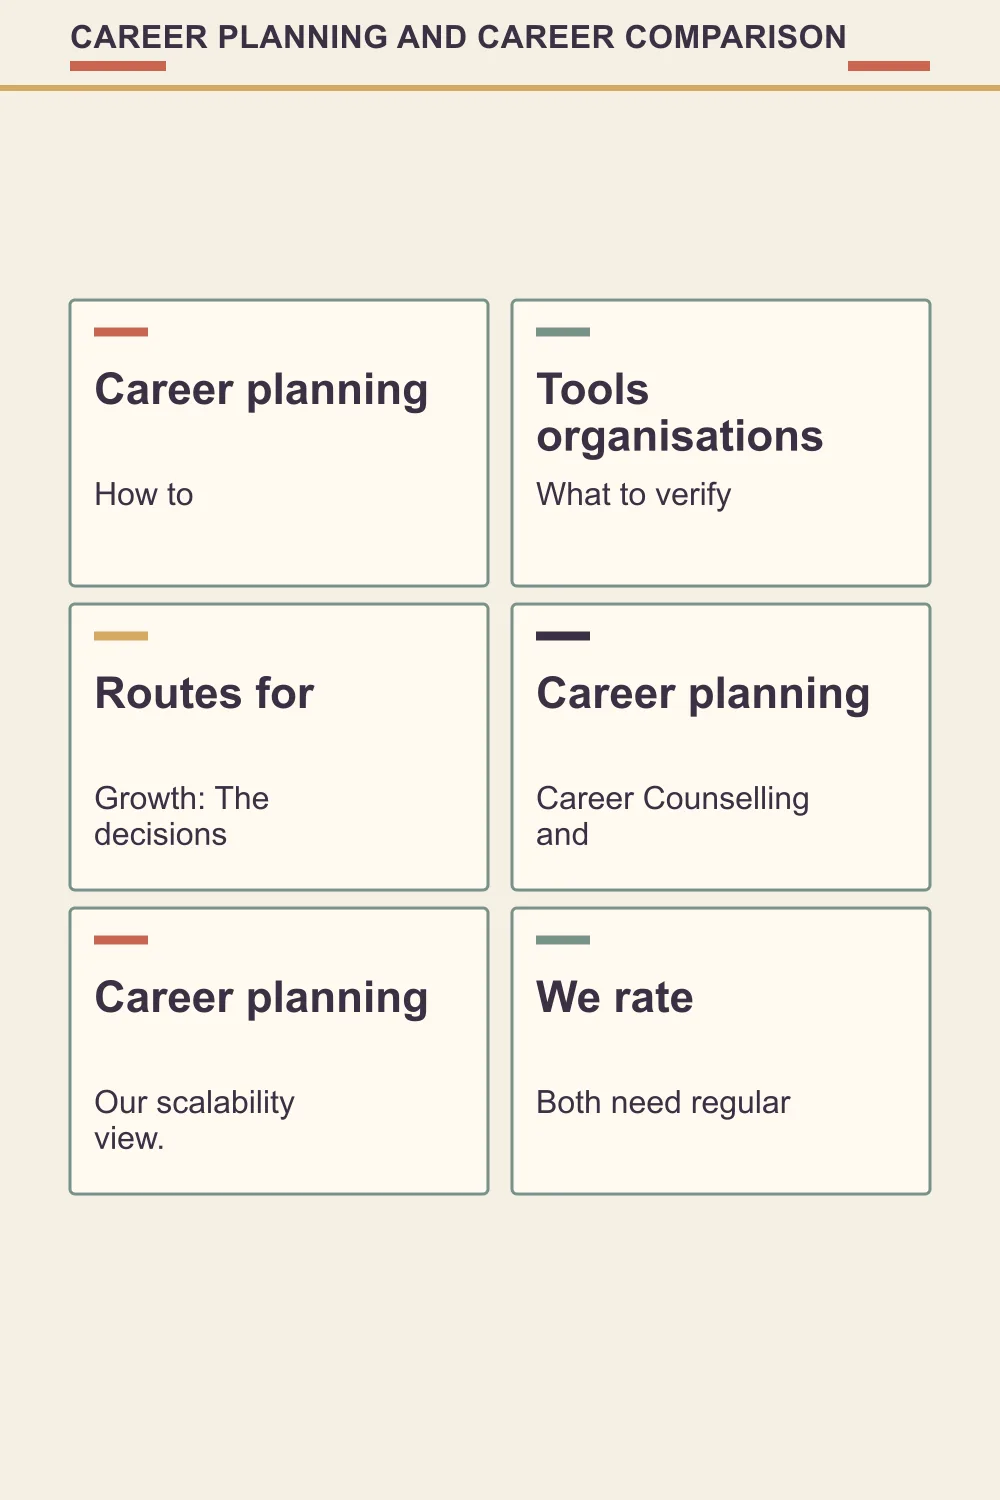 CAREER PLANNING AND CAREER COMPARISON
Career planning
How to
Tools
organisations
What to verify
Routes for
Growth: The
decisions
Career planning
Career Counselling
and
Career planning
Our scalability
view.
We rate
Both need regular